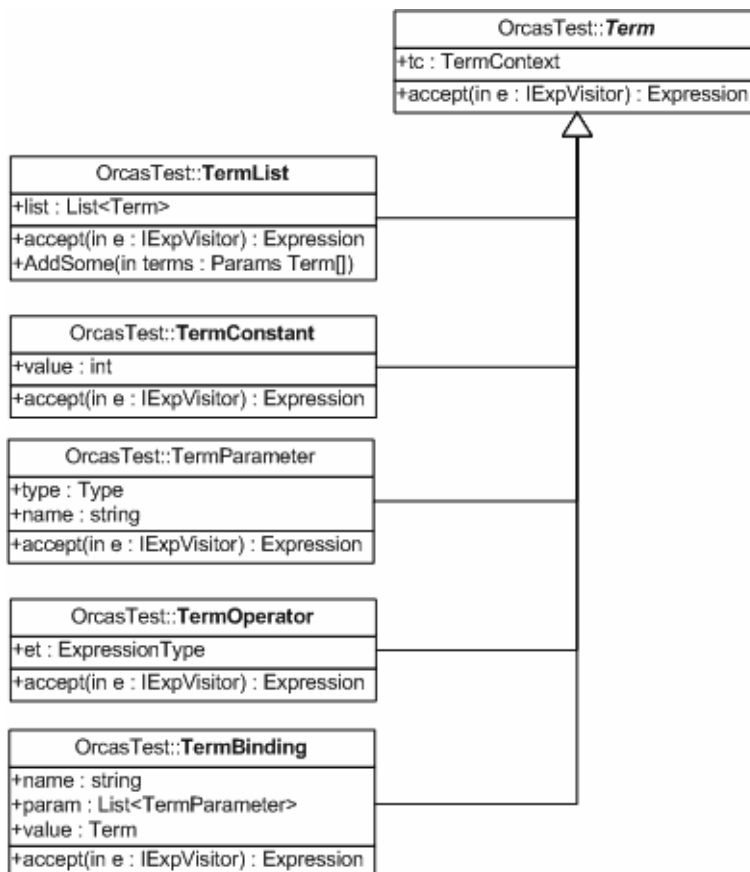 OrcasTest::Term
+tc : TermContext
+accept(in e : IExpVisitor) : Expression
OrcasTest::TermList
+list : List<Term>
+accept(in e : IExpVisitor) : Expression
+AddSome(in terms : Params Term[])
OrcasTest::TermConstant
+value : int
+accept(in e : IExpVisitor) : Expression
OrcasTest::TermParameter
+type : Type
+name : string
+accept(in e : IExpVisitor) : Expression
OrcasTest::TermOperator
+et : ExpressionType
+accept(in e : IExpVisitor) : Expression
OrcasTest::TermBinding
+name : string
+param : List<TermParameter>
+value : Term
+accept(in e : IExpVisitor) : Expression